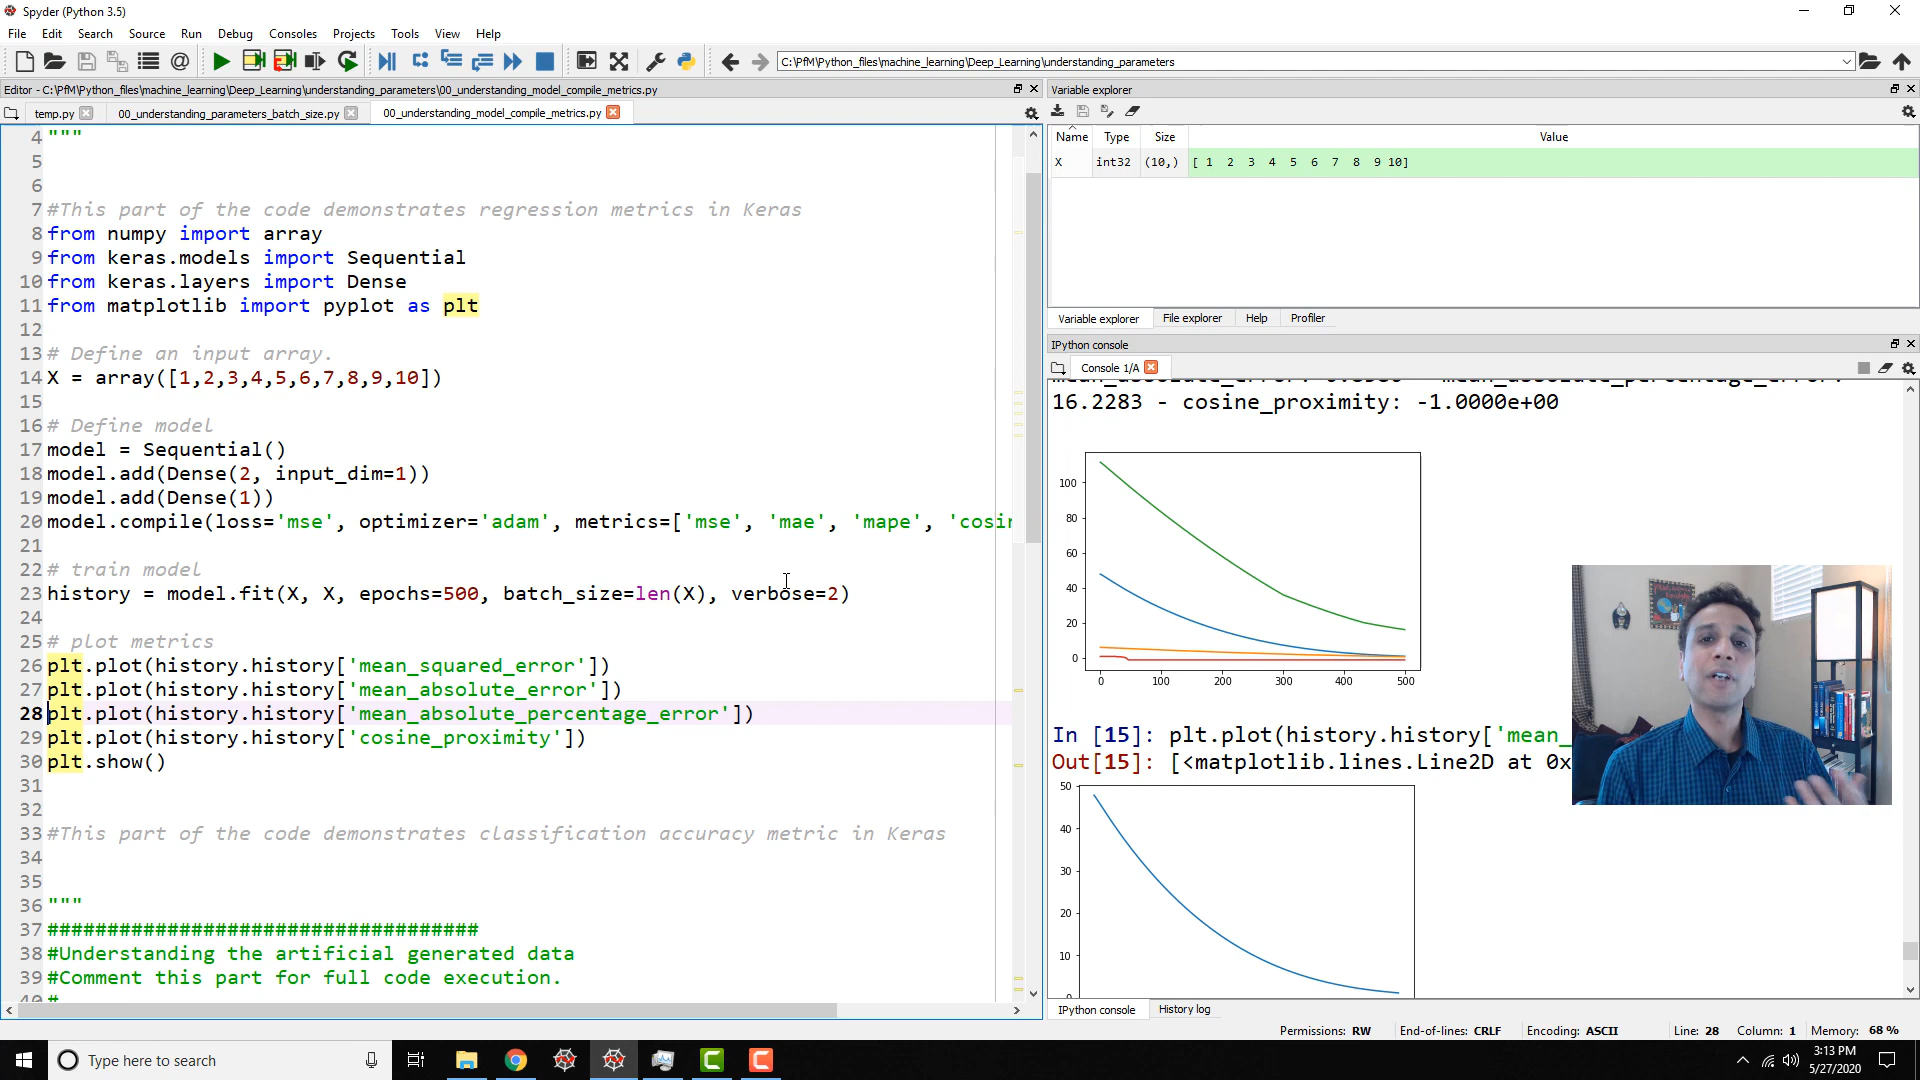 Spyder (Python 3.5)
File Edit Search Source Run Debug Consoles Projects Tools View Help
C:\PfM\Python_files\machine_learning\Deep_Learning\understanding_parameters
Editor - C:\PfM\Python_files\machine_learning\Deep_Learning\understanding_parameters\00_understanding_model_compile_metrics.py
temp.py 00_understanding_parameters_batch_size.py 00_understanding_model_compile_metrics.py
4 """
5
6
7 #This part of the code demonstrates regression metrics in Keras
8 from numpy import array
9 from keras.models import Sequential
10 from keras.layers import Dense
11 from matplotlib import pyplot as plt
12
13 # Define an input array.
14 X = array([1,2,3,4,5,6,7,8,9,10])
15
16 # Define model
17 model = Sequential()
18 model.add(Dense(2, input_dim=1))
19 model.add(Dense(1))
20 model.compile(loss='mse', optimizer='adam', metrics=['mse', 'mae', 'mape', 'cosin
21
22 # train model
23 history = model.fit(X, X, epochs=500, batch_size=len(X), verbose=2)
24
25 # plot metrics
26 plt.plot(history.history['mean_squared_error'])
27 plt.plot(history.history['mean_absolute_error'])
28 plt.plot(history.history['mean_absolute_percentage_error'])
29 plt.plot(history.history['cosine_proximity'])
30 plt.show()
31
32
33 #This part of the code demonstrates classification accuracy metric in Keras
34
35
36 """
37 ####################################
38 #Understanding the artificial generated data
39 #Comment this part for full code execution.
40 #
Variable explorer
Name Type Size Value
X int32 (10,) [ 1 2 3 4 5 6 7 8 9 10]
Variable explorer File explorer Help Profiler
IPython console
Console 1/A
16.2283 - cosine_proximity: -1.0000e+00
100
80
60
40
20
0
0 100 200 300 400 500
In [15]: plt.plot(history.history['mean_
Out[15]: [<matplotlib.lines.Line2D at 0x
50
40
30
20
10
0
IPython console History log
Permissions: RW End-of-lines: CRLF Encoding: ASCII Line: 28 Column: 1 Memory: 68 %
Type here to search
3:13 PM
5/27/2020